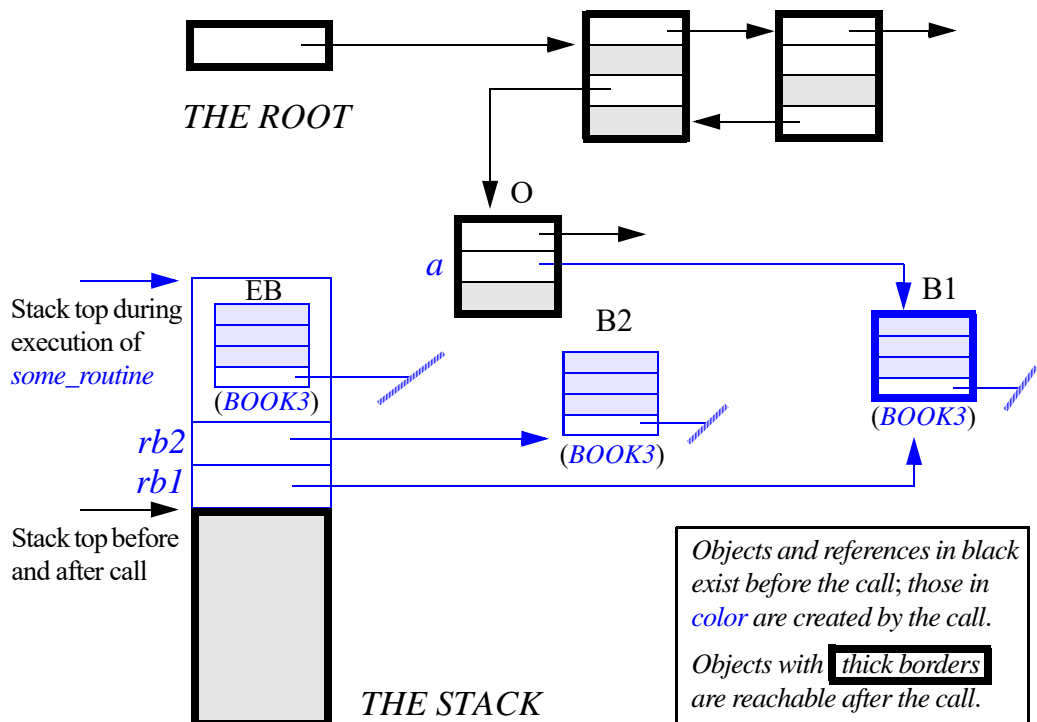 THE ROOT
O
a
B1
EB
B2
Stack top during
execution of
some_routine
(BOOK3)
(BOOK3)
(BOOK3)
rb2
rb1
Stack top before
and after call
Objects and references in black
exist before the call; those in
color are created by the call.
Objects with thick borders
are reachable after the call.
THE STACK